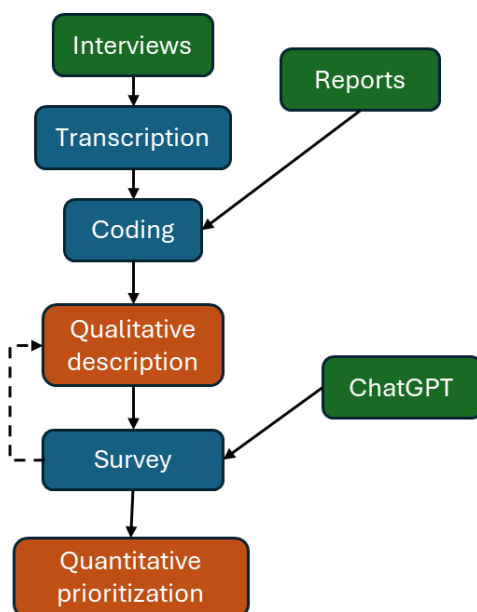 Interviews
Reports
Transcription
Coding
Qualitative
description
ChatGPT
Survey
Quantitative
prioritization